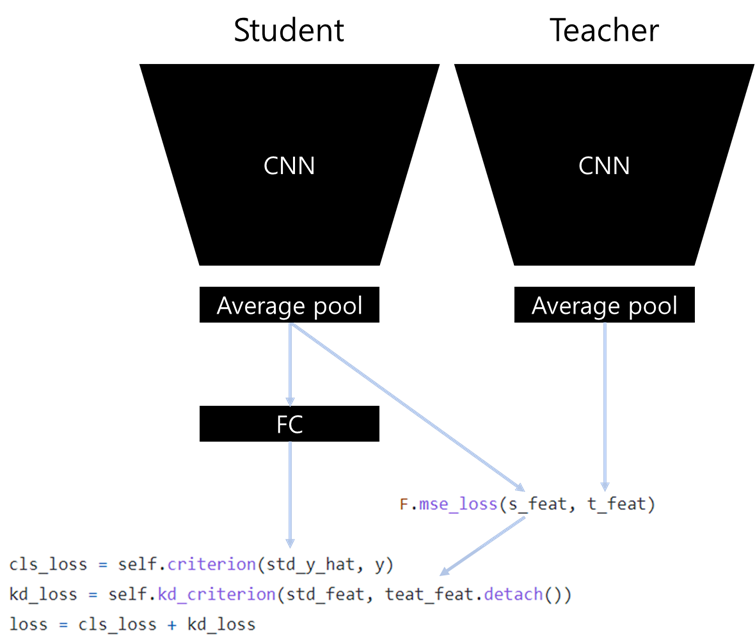 Student
Teacher
CNN
CNN
Average pool
Average pool
FC
F.mse_loss(s_feat, t_feat)
cls_loss = self.criterion(std_y_hat, y)
kd_loss = self.kd_criterion(std_feat, teat_feat.detach())
loss = cls_loss + kd_loss